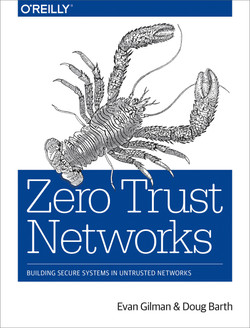 O'REILLY®
Zero Trust
Networks
BUILDING SECURE SYSTEMS IN UNTRUSTED NETWORKS
Evan Gilman & Doug Barth